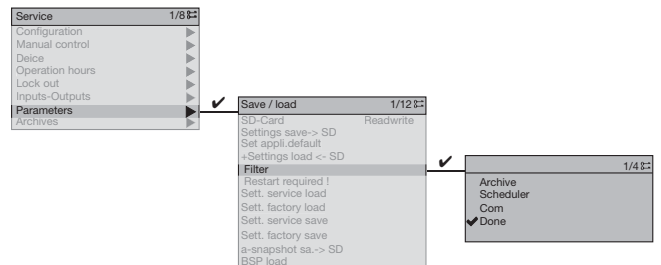 Service 1/8
Configuration
Manual control
Deice
Operation hours
Lock out
Inputs-Outputs
Parameters
Archives
Save / load 1/12
SD-Card Readwrite
Settings save-> SD
Set appli.default
+Settings load <- SD
Filter
Restart required !
Sett. service load
Sett. factory load
Sett. service save
Sett. factory save
a-snapshot sa.-> SD
BSP load
1/4
Archive
Scheduler
Com
Done